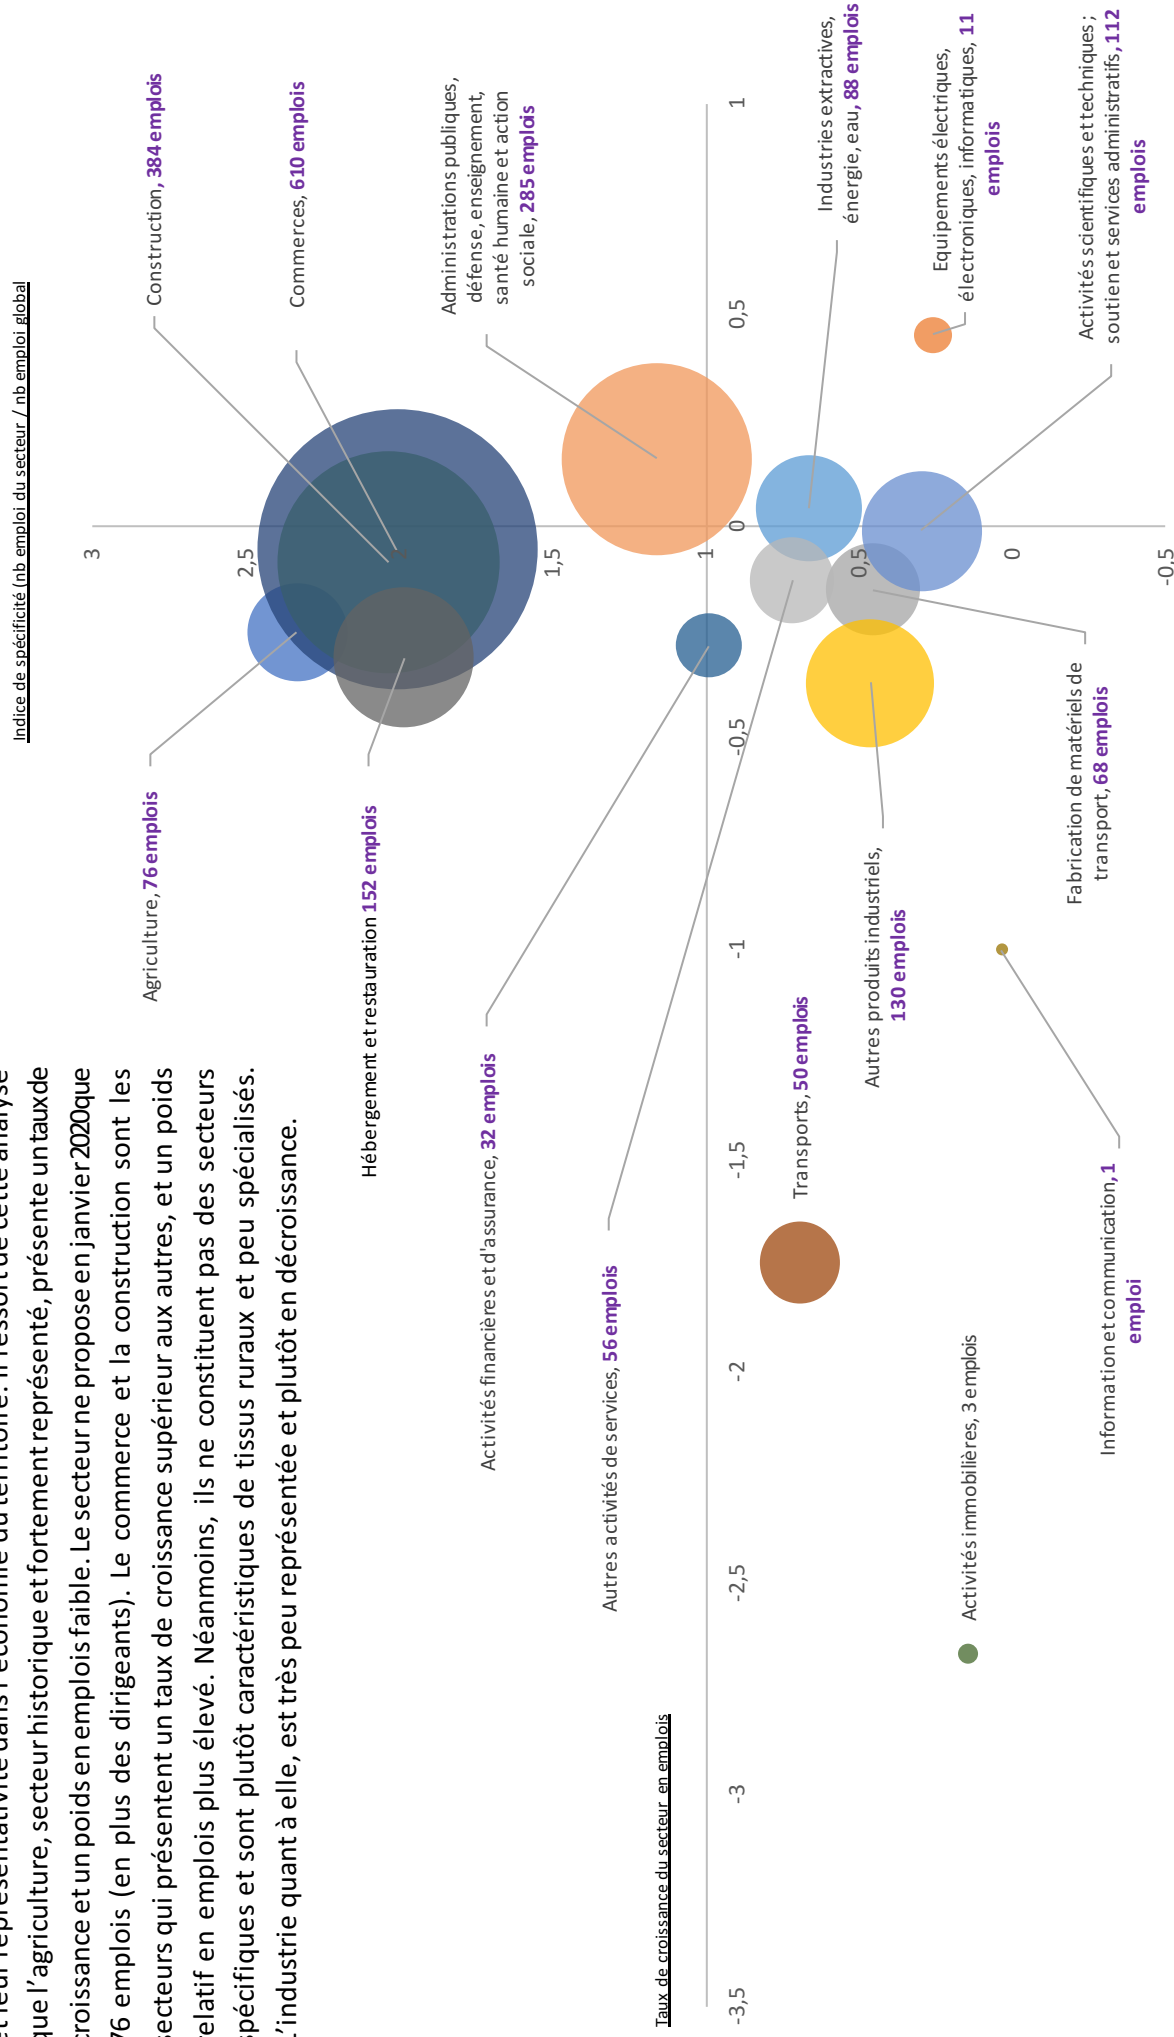 et leur représentativité dans l'économie du territoire. Il ressort de cette analyse
que l'agriculture, secteur historique et fortement représenté, présente un taux de
croissance et un poids en emplois faible. Le secteur ne propose en janvier 2020 que
76 emplois (en plus des dirigeants). Le commerce et la construction sont les
secteurs qui présentent un taux de croissance supérieur aux autres, et un poids
relatif en emplois plus élevé. Néanmoins, ils ne constituent pas des secteurs
spécifiques et sont plutôt caractéristiques de tissus ruraux et peu spécialisés.
L'industrie quant à elle, est très peu représentée et plutôt en décroissance.
Indice de spécificité (nb emploi du secteur / nb emploi global
3
2,5
1,5
1
0,5
0
-0,5
Taux de croissance du secteur en emplois
-3,5
-3
-2,5
-2
-1,5
-1
-0,5
0
0,5
1
Agriculture, 76 emplois
Construction, 384 emplois
Commerces, 610 emplois
Hébergement et restauration 152 emplois
Administrations publiques,
défense, enseignement,
santé humaine et action
sociale, 285 emplois
Activités financières et d'assurance, 32 emplois
Autres activités de services, 56 emplois
Transports, 50 emplois
Industries extractives,
énergie, eau, 88 emplois
Autres produits industriels,
130 emplois
Equipements électriques,
électroniques, informatiques, 11
emplois
Activités immobilières, 3 emplois
Fabrication de matériels de
transport, 68 emplois
Activités scientifiques et techniques ;
soutien et services administratifs, 112
emplois
Information et communication, 1
emploi